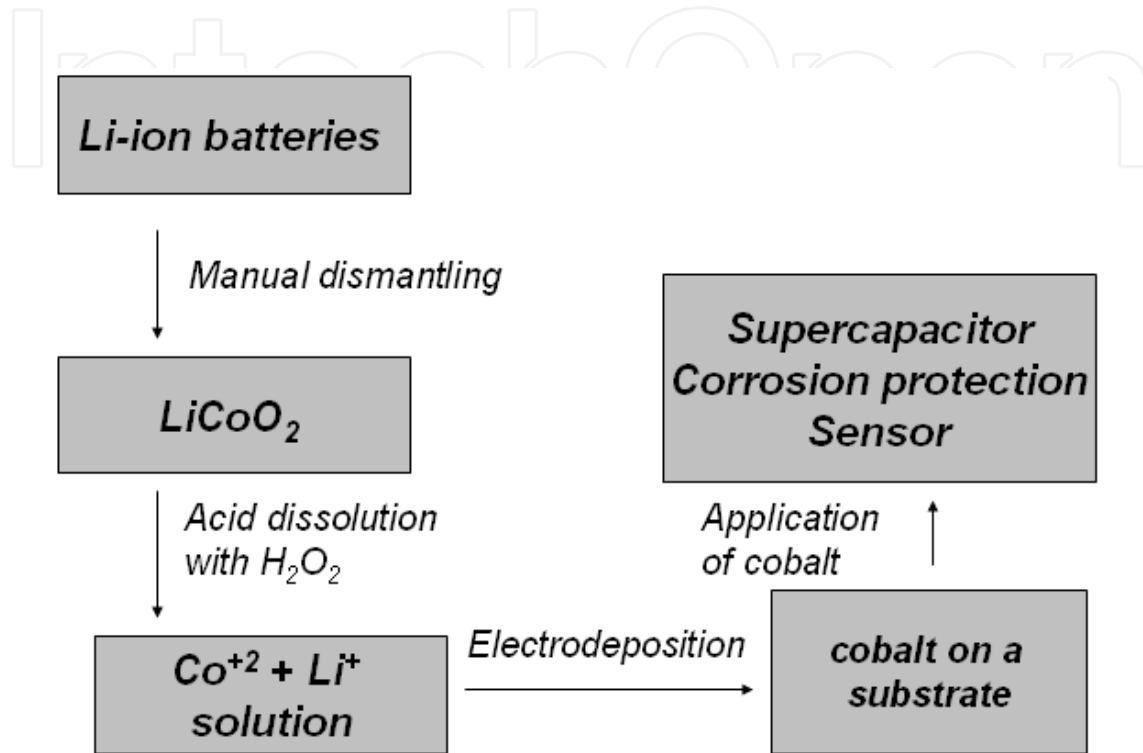 IntechOpen
Li-ion batteries
Manual dismantling
LiCoO₂
Acid dissolution
with H₂O₂
Co⁺² + Li⁺
solution
Electrodeposition
cobalt on a
substrate
Application
of cobalt
Supercapacitor
Corrosion protection
Sensor